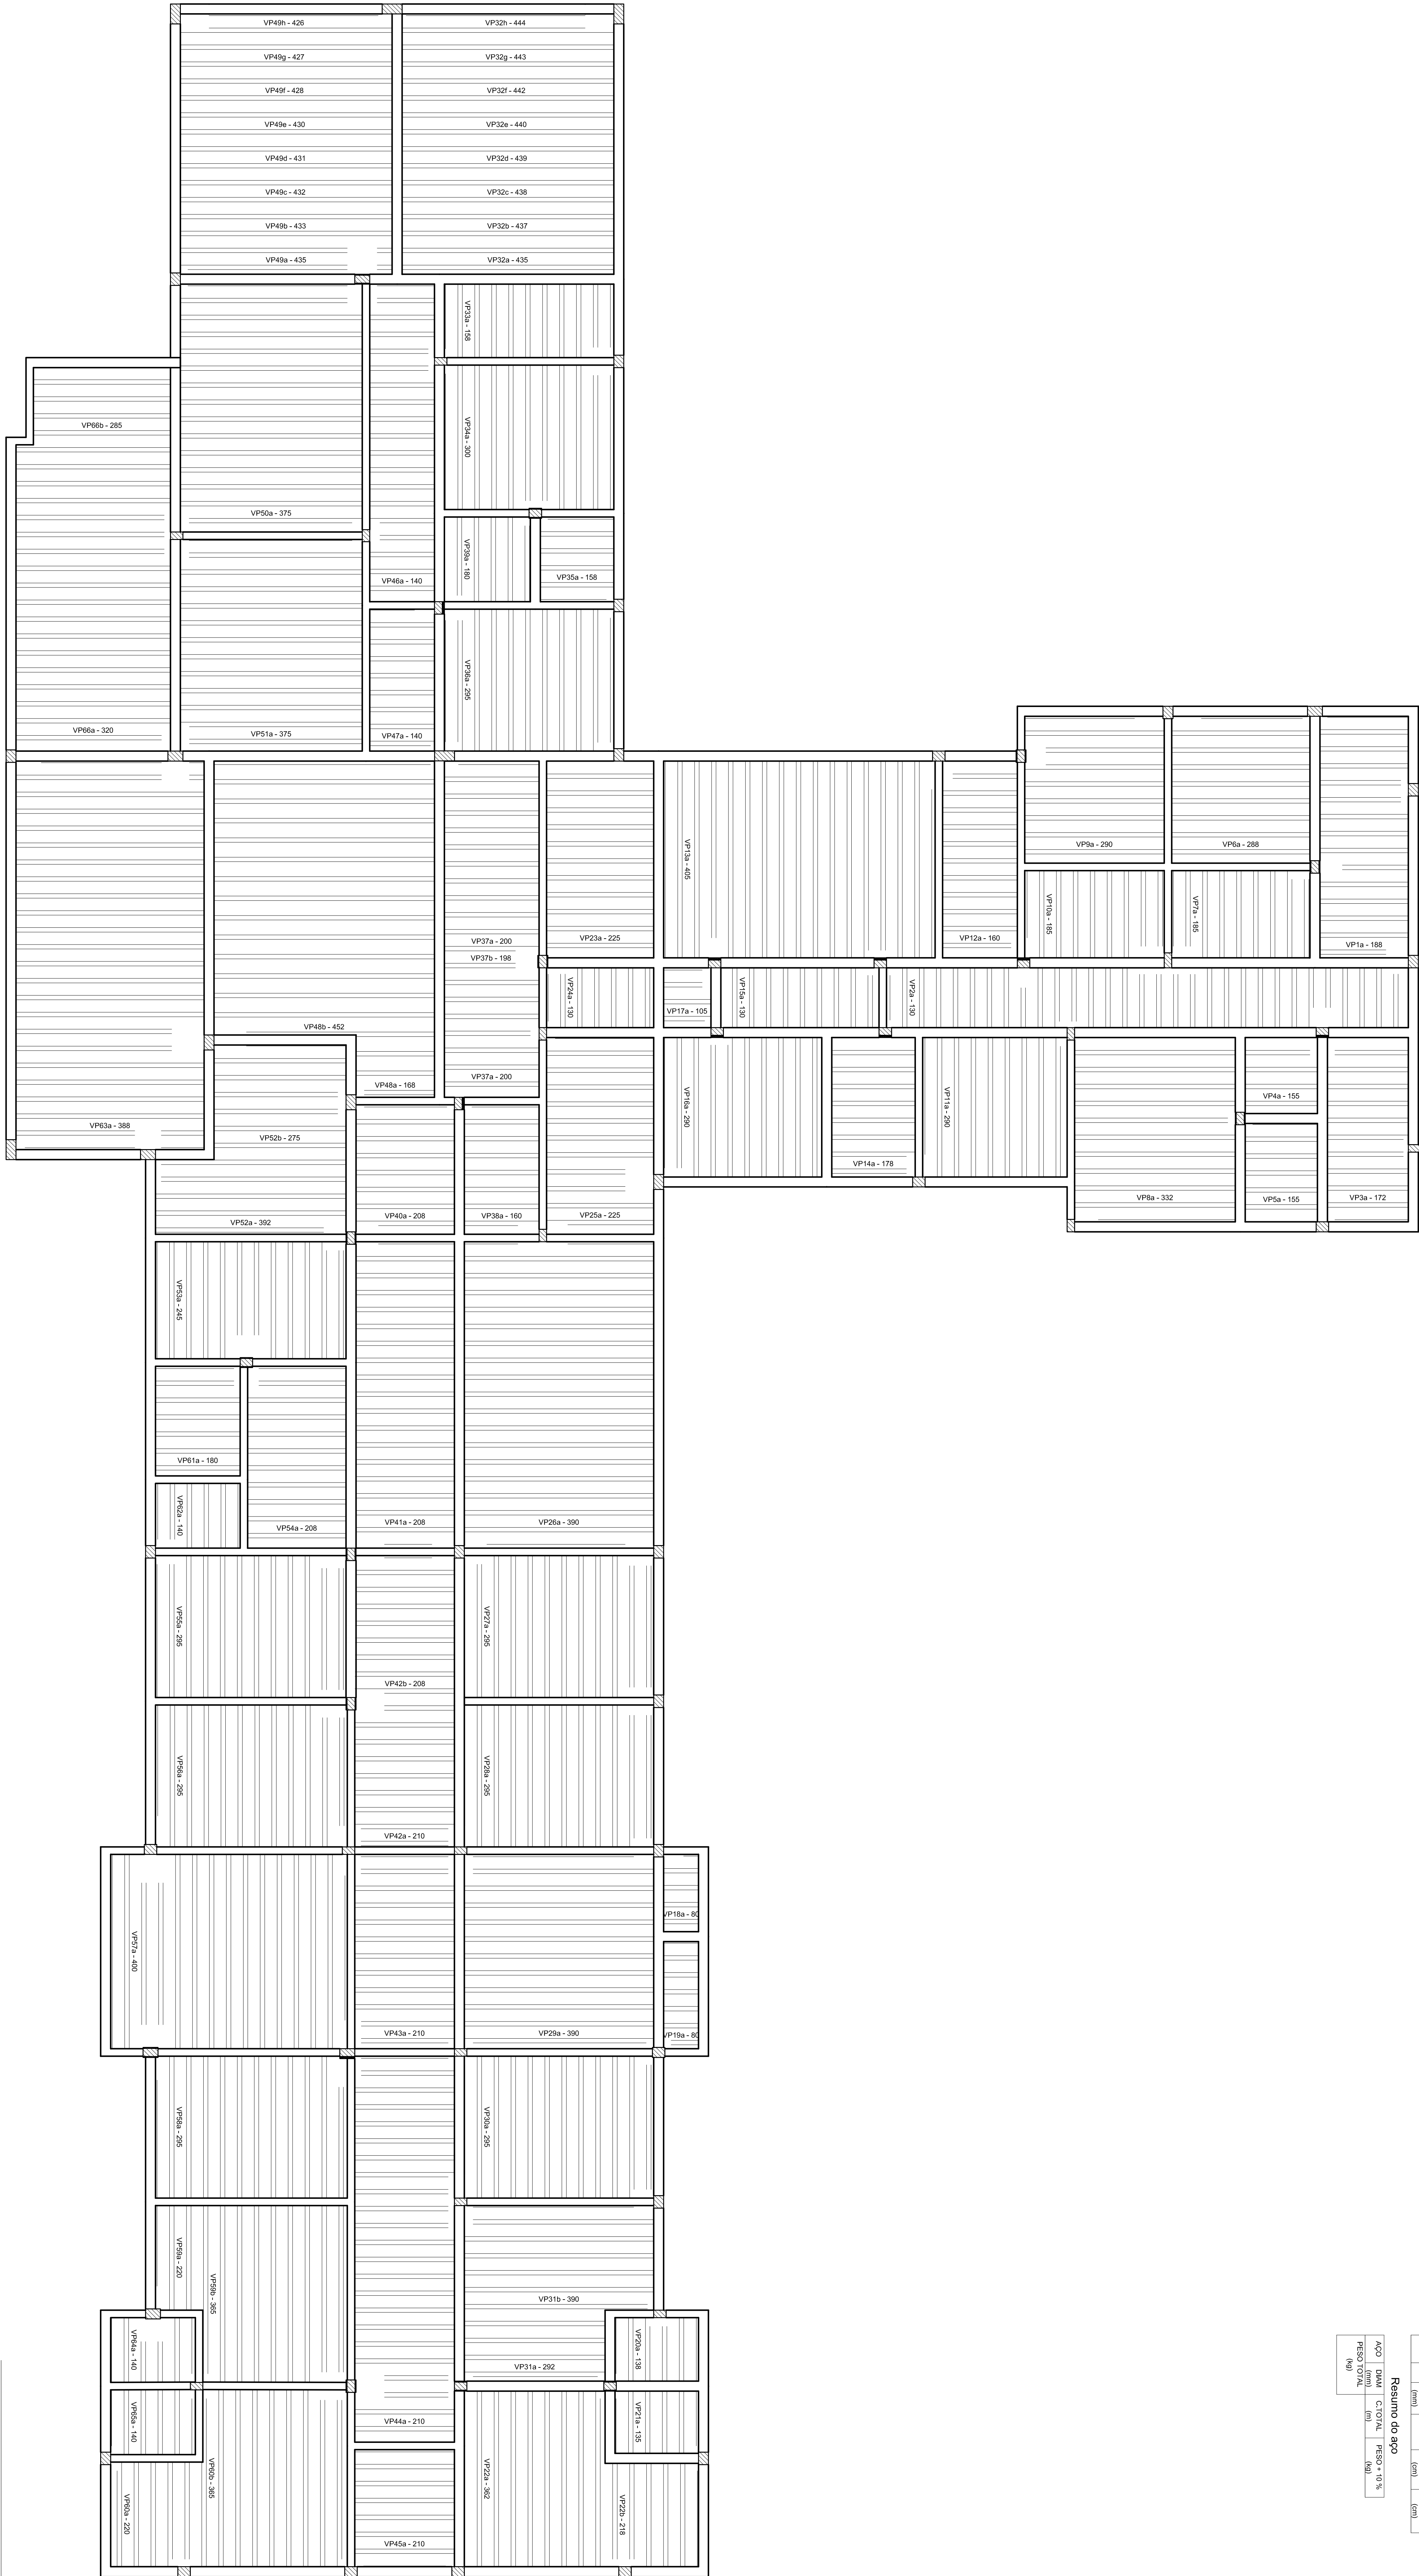 VP49h - 426
VP32h - 444
VP49g - 427
VP32g - 443
VP49f - 428
VP32f - 442
VP49e - 430
VP32e - 440
VP49d - 431
VP32d - 439
VP49c - 432
VP32c - 438
VP49b - 433
VP32b - 437
VP49a - 435
VP32a - 435
VP33a - 158
VP66b - 285
VP34a - 300
VP50a - 375
VP39a - 180
VP46a - 140
VP35a - 158
VP36a - 295
VP66a - 320
VP51a - 375
VP47a - 140
VP13a - 405
VP9a - 290
VP6a - 288
VP10a - 185
VP7a - 185
VP37a - 200
VP23a - 225
VP12a - 160
VP1a - 188
VP37b - 198
VP24a - 130
VP17a - 105
VP15a - 130
VP2a - 130
VP48b - 452
VP48a - 168
VP37a - 200
VP16a - 290
VP11a - 290
VP4a - 155
VP63a - 388
VP52b - 275
VP14a - 178
VP8a - 332
VP5a - 155
VP3a - 172
VP52a - 392
VP40a - 208
VP38a - 160
VP25a - 225
VP53a - 245
VP61a - 180
VP62a - 140
VP54a - 208
VP41a - 208
VP26a - 390
VP55a - 295
VP27a - 295
VP42b - 208
VP56a - 295
VP28a - 295
VP42a - 210
VP18a - 80
VP57a - 400
VP43a - 210
VP29a - 390
VP19a - 80
VP58a - 295
VP30a - 295
VP59a - 220
VP59b - 365
VP31b - 390
VP64a - 140
VP20a - 138
VP31a - 292
VP65a - 140
VP44a - 210
VP21a - 135
VP60b - 365
VP22a - 362
VP60a - 220
VP22b - 218
VP45a - 210
(mm)
(cm)
(cm)
Resumo do aço
AÇO DIAM C.TOTAL PESO + 10 %
(mm) (m) (kg)
PESO TOTAL
(kg)